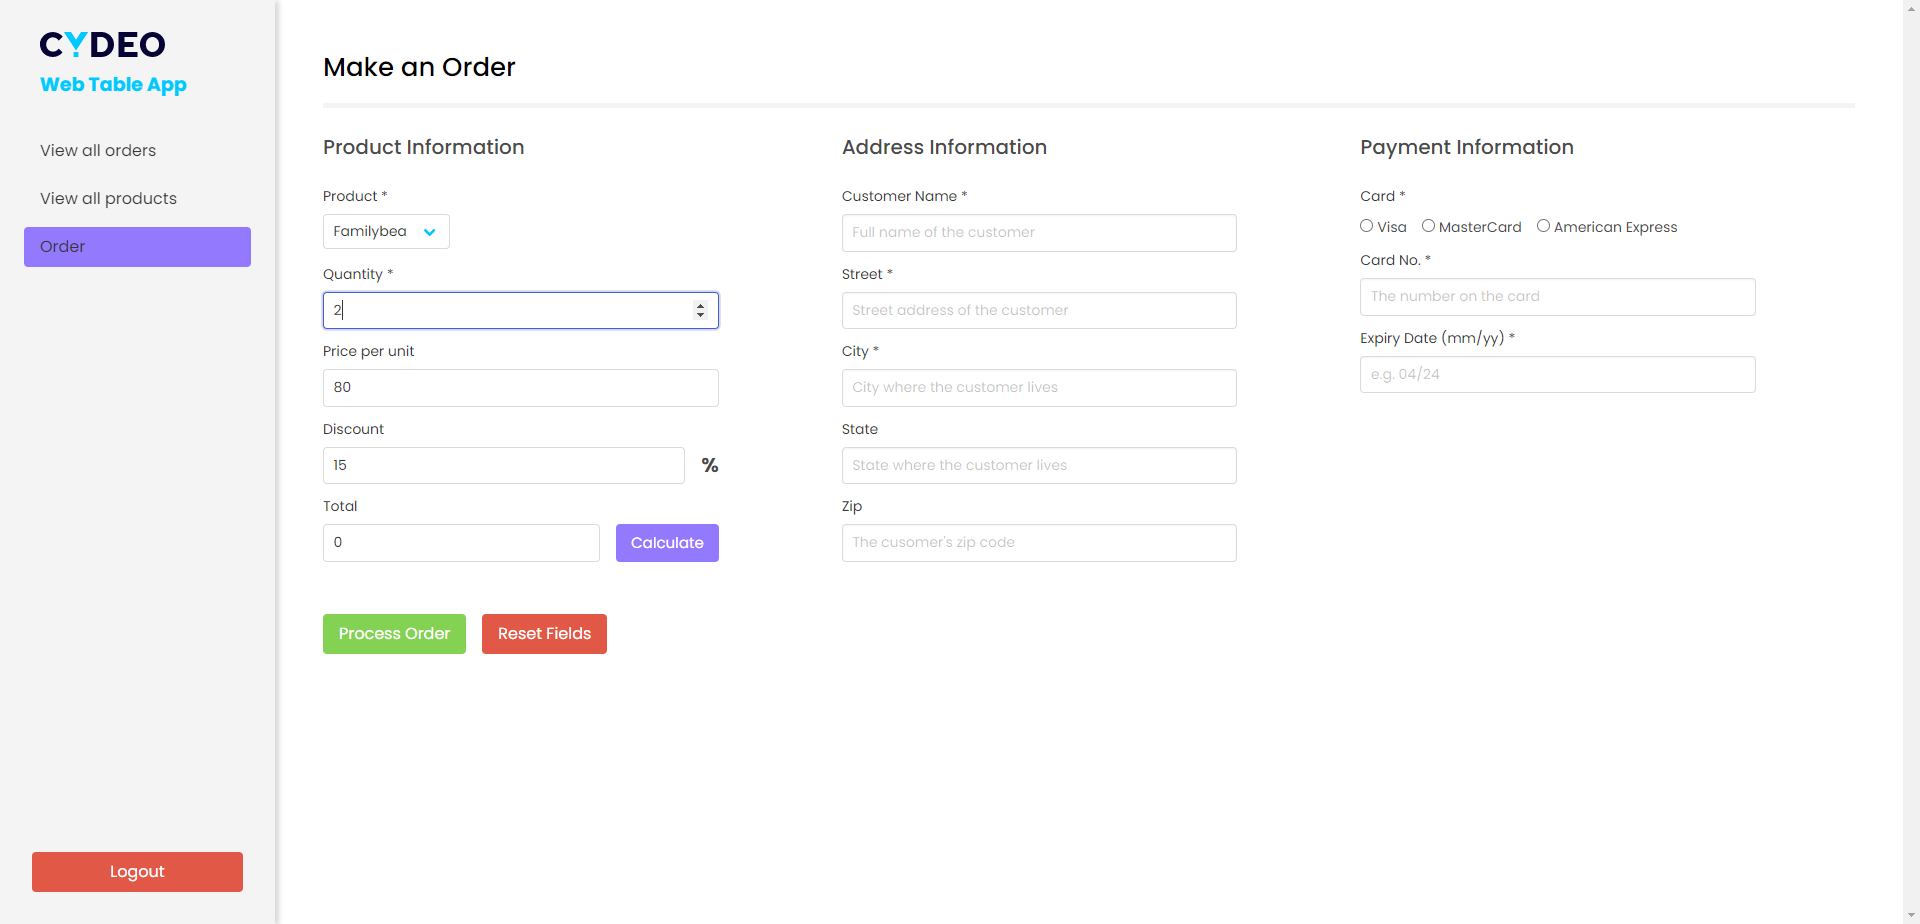 CYDEO
Web Table App
View all orders
View all products
Order
Logout
Make an Order
Product Information
Product *
Familybea
Quantity *
2
Price per unit
80
Discount
15
%
Total
0
Calculate
Process Order
Reset Fields
Address Information
Customer Name *
Full name of the customer
Street *
Street address of the customer
City *
City where the customer lives
State
State where the customer lives
Zip
The cusomer's zip code
Payment Information
Card *
Visa MasterCard American Express
Card No. *
The number on the card
Expiry Date (mm/yy) *
e.g. 04/24